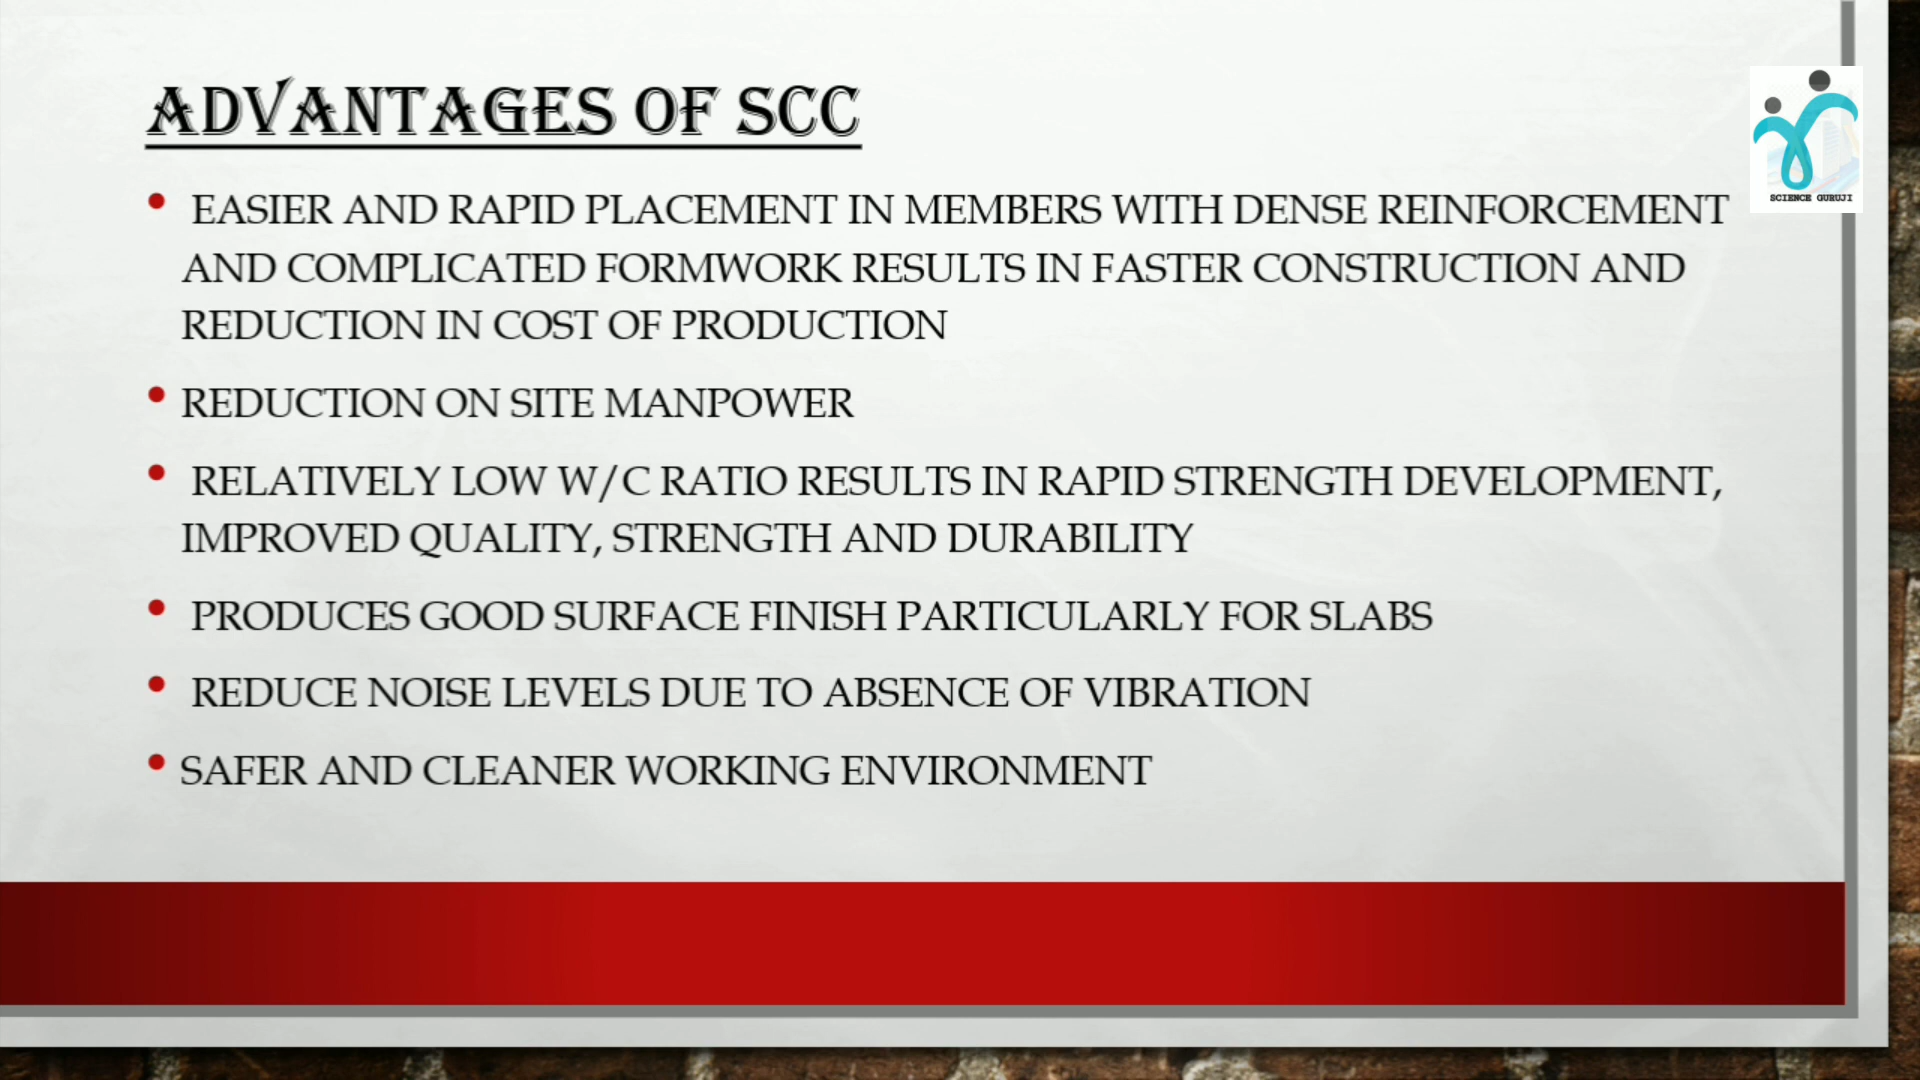 ADVANTAGES OF SCC
SCIENCE GURUJI
• EASIER AND RAPID PLACEMENT IN MEMBERS WITH DENSE REINFORCEMENT
AND COMPLICATED FORMWORK RESULTS IN FASTER CONSTRUCTION AND
REDUCTION IN COST OF PRODUCTION
• REDUCTION ON SITE MANPOWER
• RELATIVELY LOW W/C RATIO RESULTS IN RAPID STRENGTH DEVELOPMENT,
IMPROVED QUALITY, STRENGTH AND DURABILITY
• PRODUCES GOOD SURFACE FINISH PARTICULARLY FOR SLABS
• REDUCE NOISE LEVELS DUE TO ABSENCE OF VIBRATION
• SAFER AND CLEANER WORKING ENVIRONMENT